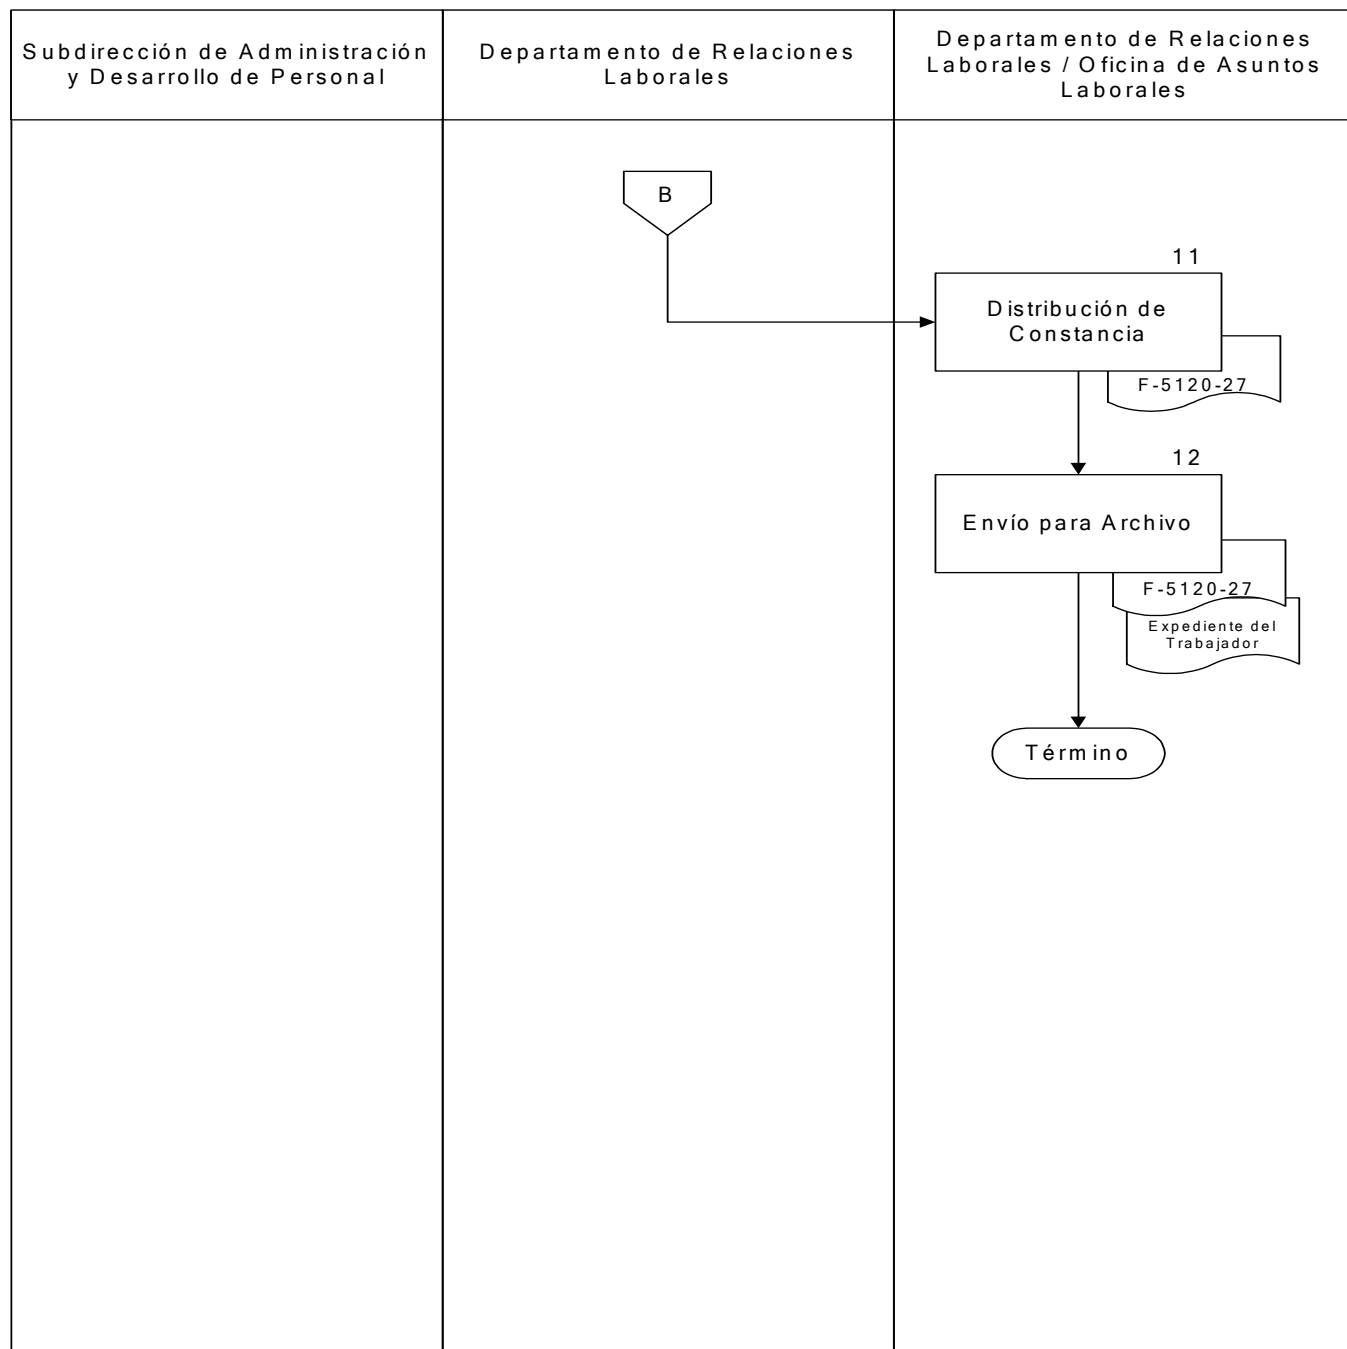 Subdirección de Administración
y Desarrollo de Personal
Departamento de Relaciones
Laborales
Departamento de Relaciones
Laborales / Oficina de Asuntos
Laborales
B
11
Distribución de
Constancia
F-5120-27
12
Envío para Archivo
F-5120-27
Expediente del
Trabajador
Término